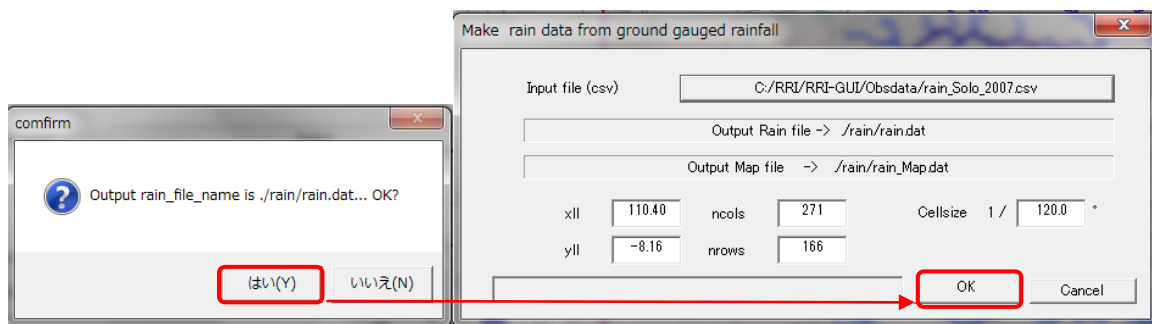 comfirm
Output rain_file_name is ./rain/rain.dat... OK?
はい(Y) いいえ(N)
Make rain data from ground gauged rainfall
Input file (csv) C:/RRI/RRI-GUI/Obsdata/rain_Solo_2007.csv
Output Rain file -> ./rain/rain.dat
Output Map file -> ./rain/rain_Map.dat
xll 110.40 ncols 271 Cellsize 1 / 120.0 °
yll -8.16 nrows 166
OK Cancel